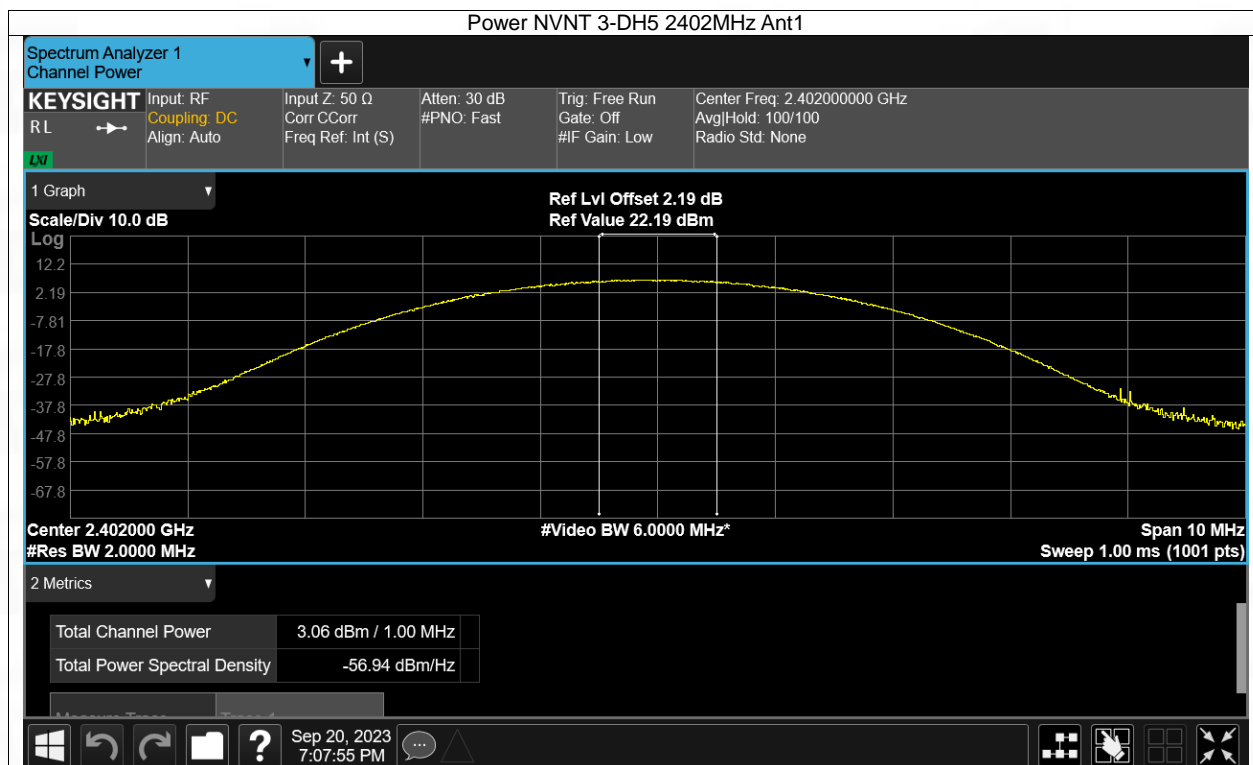 Power NVNT 3-DH5 2402MHz Ant1
Spectrum Analyzer 1
Channel Power
KEYSIGHT
R L
LXI
Input: RF
Coupling: DC
Align: Auto
Input Z: 50 Ω
Corr CCorr
Freq Ref: Int (S)
Atten: 30 dB
#PNO: Fast
Trig: Free Run
Gate: Off
#IF Gain: Low
Center Freq: 2.402000000 GHz
Avg|Hold: 100/100
Radio Std: None
1 Graph
Scale/Div 10.0 dB
Ref Lvl Offset 2.19 dB
Ref Value 22.19 dBm
Log
12.2
2.19
-7.81
-17.8
-27.8
-37.8
-47.8
-57.8
-67.8
Center 2.402000 GHz
#Res BW 2.0000 MHz
#Video BW 6.0000 MHz*
Span 10 MHz
Sweep 1.00 ms (1001 pts)
2 Metrics
Total Channel Power 3.06 dBm / 1.00 MHz
Total Power Spectral Density -56.94 dBm/Hz
Sep 20, 2023
7:07:55 PM